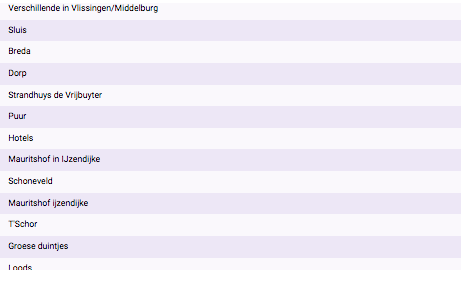 Verschillende in Vlissingen/Middelburg
Sluis
Breda
Dorp
Strandhuys de Vrijbuyter
Puur
Hotels
Mauritshof in IJzendijke
Schoneveld
Mauritshof ijzendijke
T'Schor
Groese duintjes
Loods